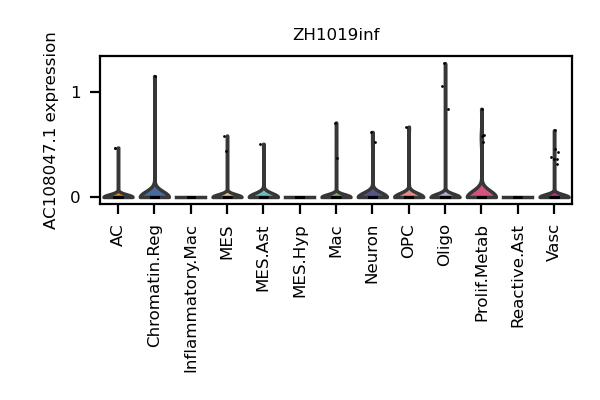 ZH1019inf
AC108047.1 expression
1
0
AC
Chromatin.Reg
Inflammatory.Mac
MES
MES.Ast
MES.Hyp
Mac
Neuron
OPC
Oligo
Prolif.Metab
Reactive.Ast
Vasc